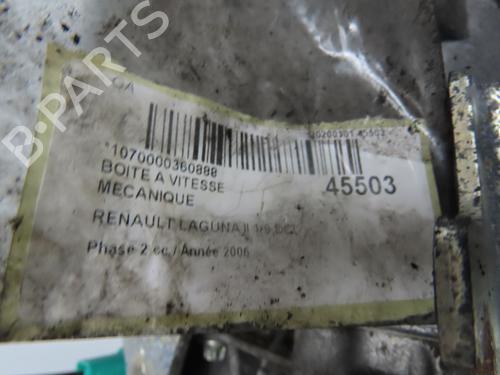 B-PARTS
*1070000360888
BOITE A VITESSE
MECANIQUE
45503
RENAULT LAGUNA II
Phase 2 cc / Année 2006